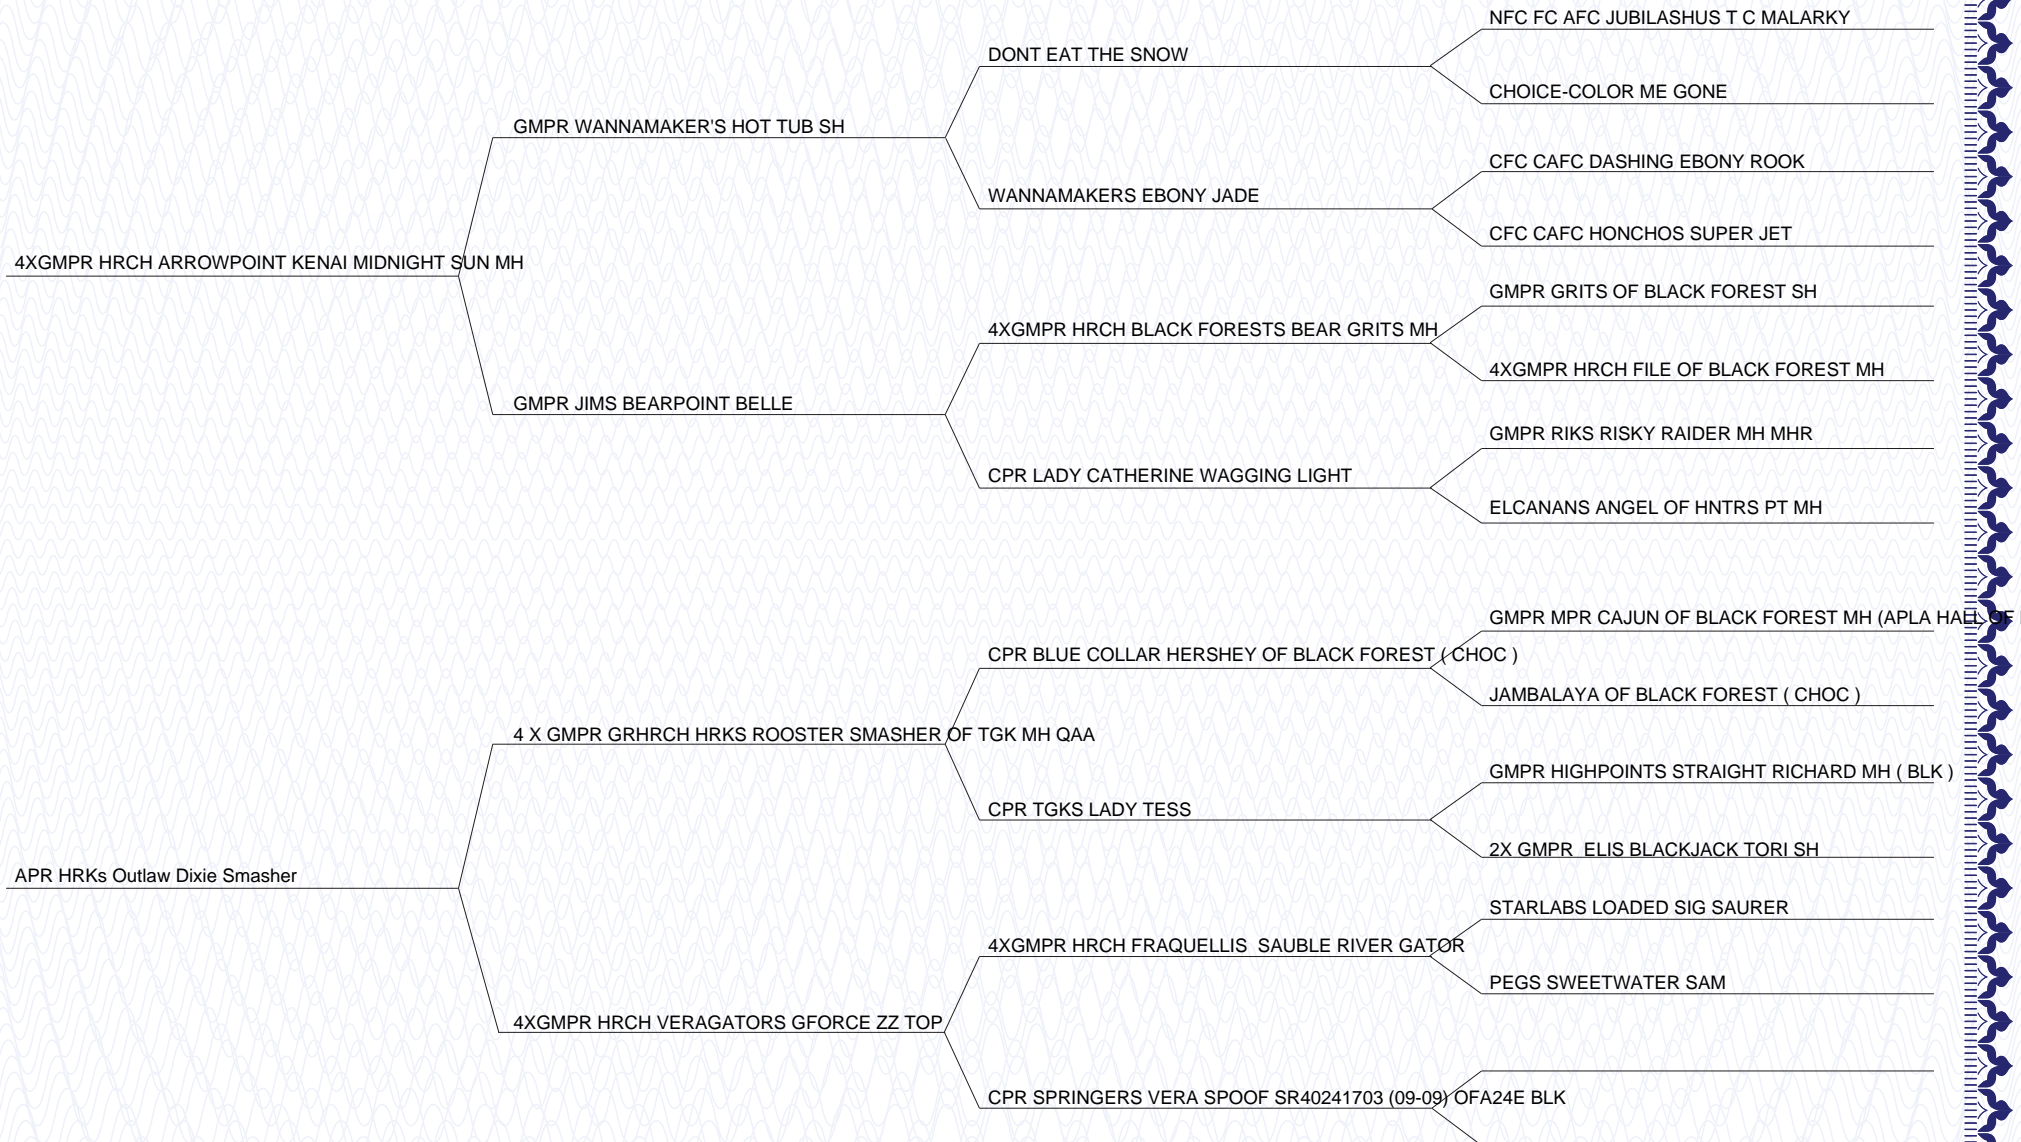 NFC FC AFC JUBILASHUS T C MALARKY
DONT EAT THE SNOW
CHOICE-COLOR ME GONE
GMPR WANNAMAKER'S HOT TUB SH
CFC CAFC DASHING EBONY ROOK
WANNAMAKERS EBONY JADE
CFC CAFC HONCHOS SUPER JET
4XGMPR HRCH ARROWPOINT KENAI MIDNIGHT SUN MH
GMPR GRITS OF BLACK FOREST SH
4XGMPR HRCH BLACK FORESTS BEAR GRITS MH
4XGMPR HRCH FILE OF BLACK FOREST MH
GMPR JIMS BEARPOINT BELLE
GMPR RIKS RISKY RAIDER MH MHR
CPR LADY CATHERINE WAGGING LIGHT
ELCANANS ANGEL OF HNTRS PT MH
GMPR MPR CAJUN OF BLACK FOREST MH (APLA HALL OF
CPR BLUE COLLAR HERSHEY OF BLACK FOREST ( CHOC )
JAMBALAYA OF BLACK FOREST ( CHOC )
4 X GMPR GRHRCH HRKS ROOSTER SMASHER OF TGK MH QAA
GMPR HIGHPOINTS STRAIGHT RICHARD MH ( BLK )
CPR TGKS LADY TESS
2X GMPR ELIS BLACKJACK TORI SH
APR HRKs Outlaw Dixie Smasher
STARLABS LOADED SIG SAURER
4XGMPR HRCH FRAQUELLIS SAUBLE RIVER GATOR
PEGS SWEETWATER SAM
4XGMPR HRCH VERAGATORS GFORCE ZZ TOP
CPR SPRINGERS VERA SPOOF SR40241703 (09-09) OFA24E BLK